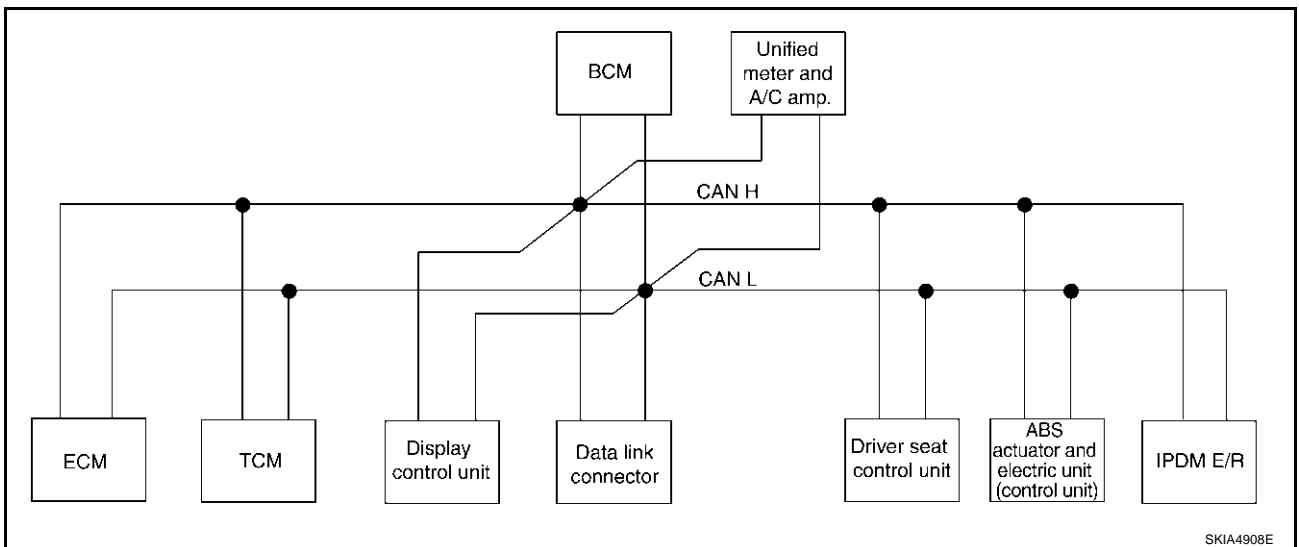 BCM
Unified
meter and
A/C amp.
CAN H
CAN L
ECM
TCM
Display
control unit
Data link
connector
Driver seat
control unit
ABS
actuator and
electric unit
(control unit)
IPDM E/R
SKIA4908E